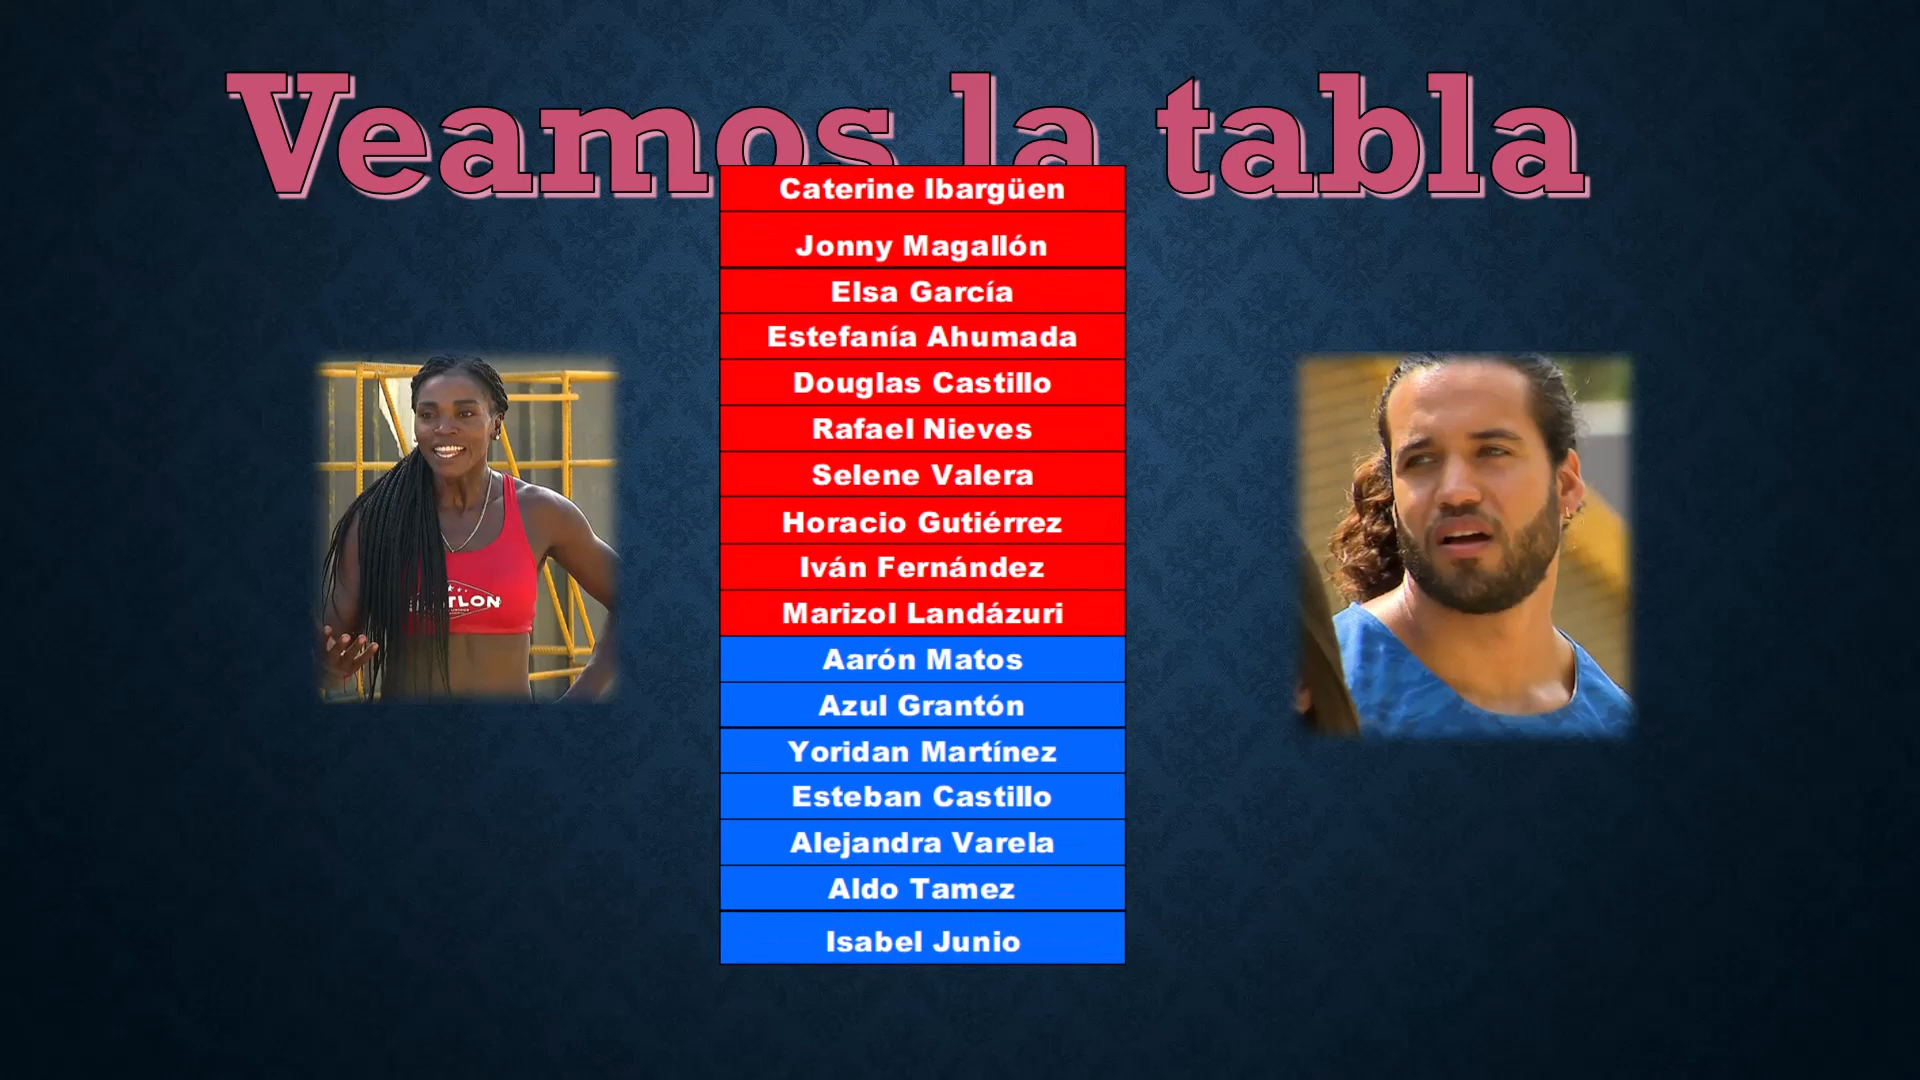 Veamos la tabla
Caterine Ibargüen
Jonny Magallón
Elsa García
Estefanía Ahumada
Douglas Castillo
Rafael Nieves
Selene Valera
Horacio Gutiérrez
Iván Fernández
Marizol Landázuri
Aarón Matos
Azul Grantón
Yoridan Martínez
Esteban Castillo
Alejandra Varela
Aldo Tamez
Isabel Junio
TLON